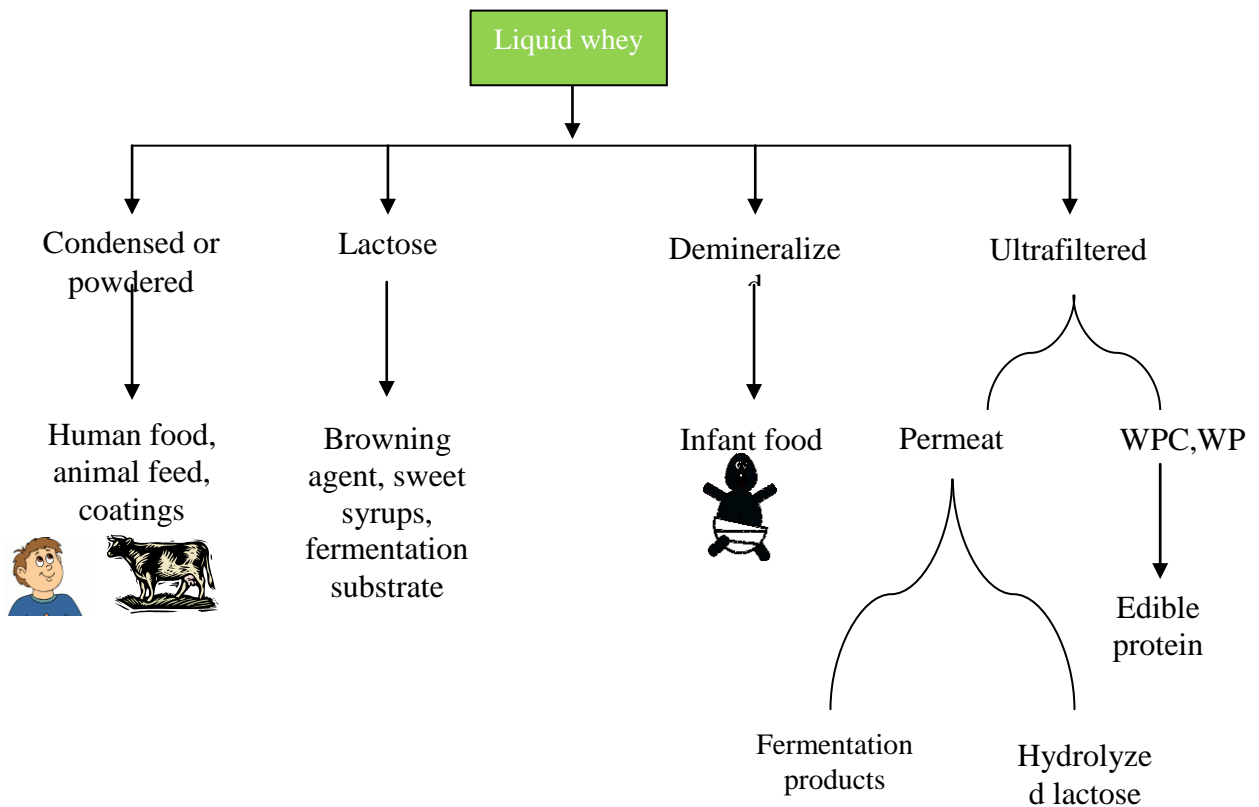 Liquid whey
Condensed or
powdered
Lactose
Demineralize
Ultrafiltered
Human food,
animal feed,
coatings
Browning
agent, sweet
syrups,
fermentation
substrate
Infant food
Permeat
WPC,WP
Edible
protein
Fermentation
products
Hydrolyze
d lactose